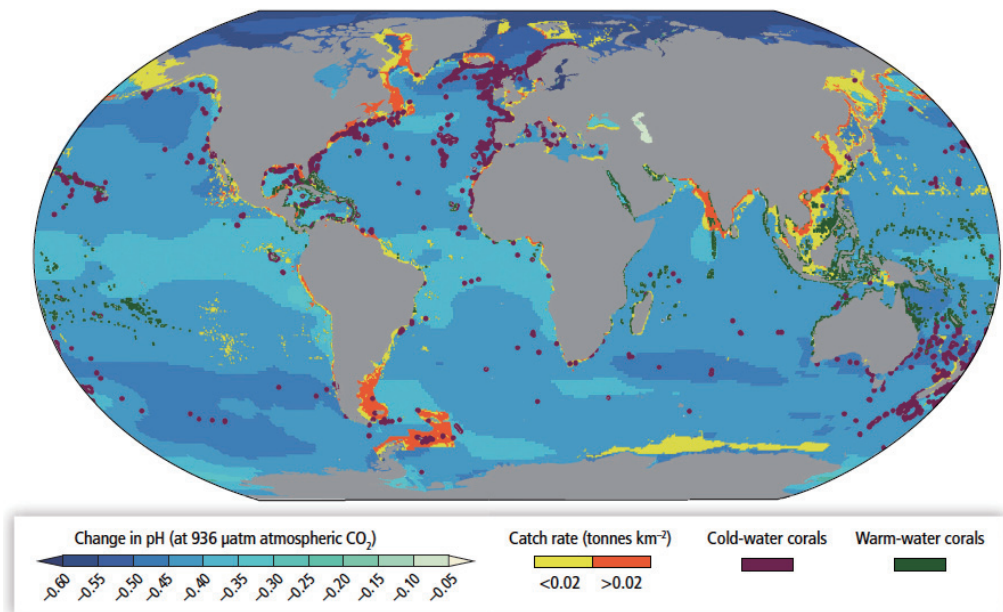 Change in pH (at 936 µatm atmospheric CO₂)
−0.60 −0.55 −0.50 −0.45 −0.40 −0.35 −0.30 −0.25 −0.20 −0.15 −0.10 −0.05
Catch rate (tonnes km⁻²)
<0.02 >0.02
Cold-water corals
Warm-water corals